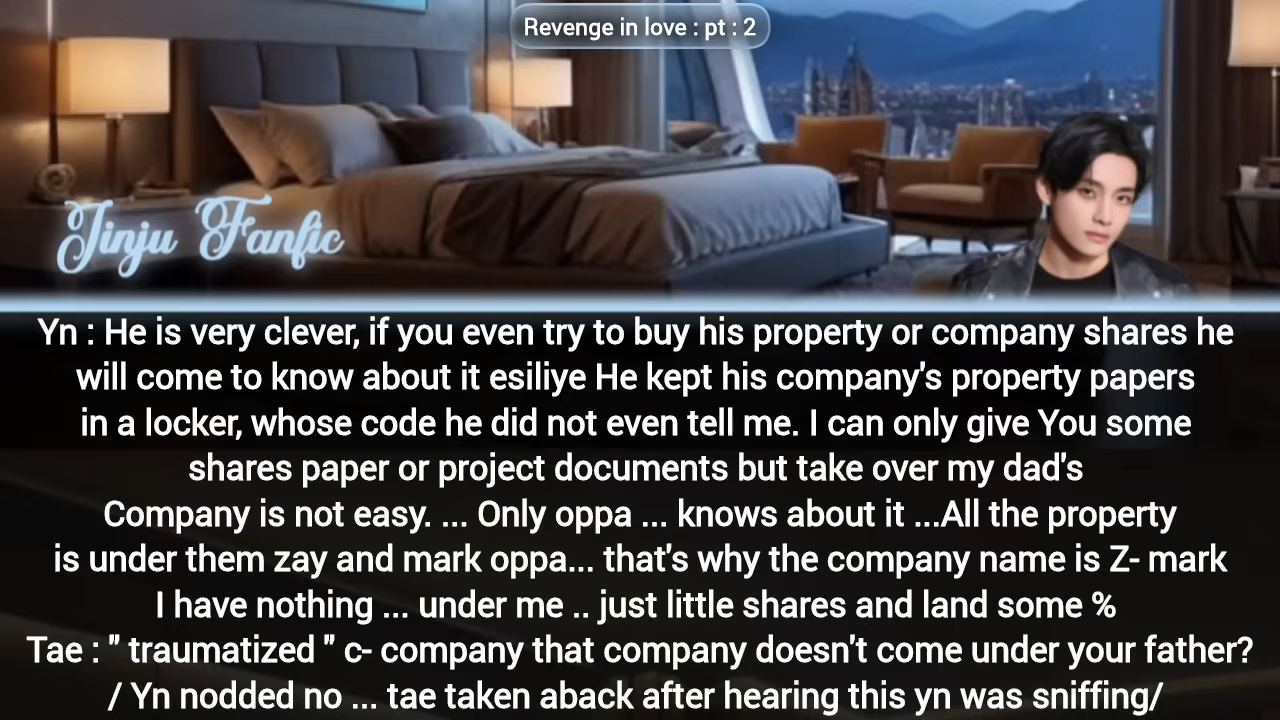 Revenge in love : pt : 2
Jinju Fanfic
Yn : He is very clever, if you even try to buy his property or company shares he
will come to know about it esiliye He kept his company's property papers
in a locker, whose code he did not even tell me. I can only give You some
shares paper or project documents but take over my dad's
Company is not easy. ... Only oppa ... knows about it ...All the property
is under them zay and mark oppa... that's why the company name is Z- mark
I have nothing ... under me .. just little shares and land some %
Tae : " traumatized " c- company that company doesn't come under your father?
/ Yn nodded no ... tae taken aback after hearing this yn was sniffing/